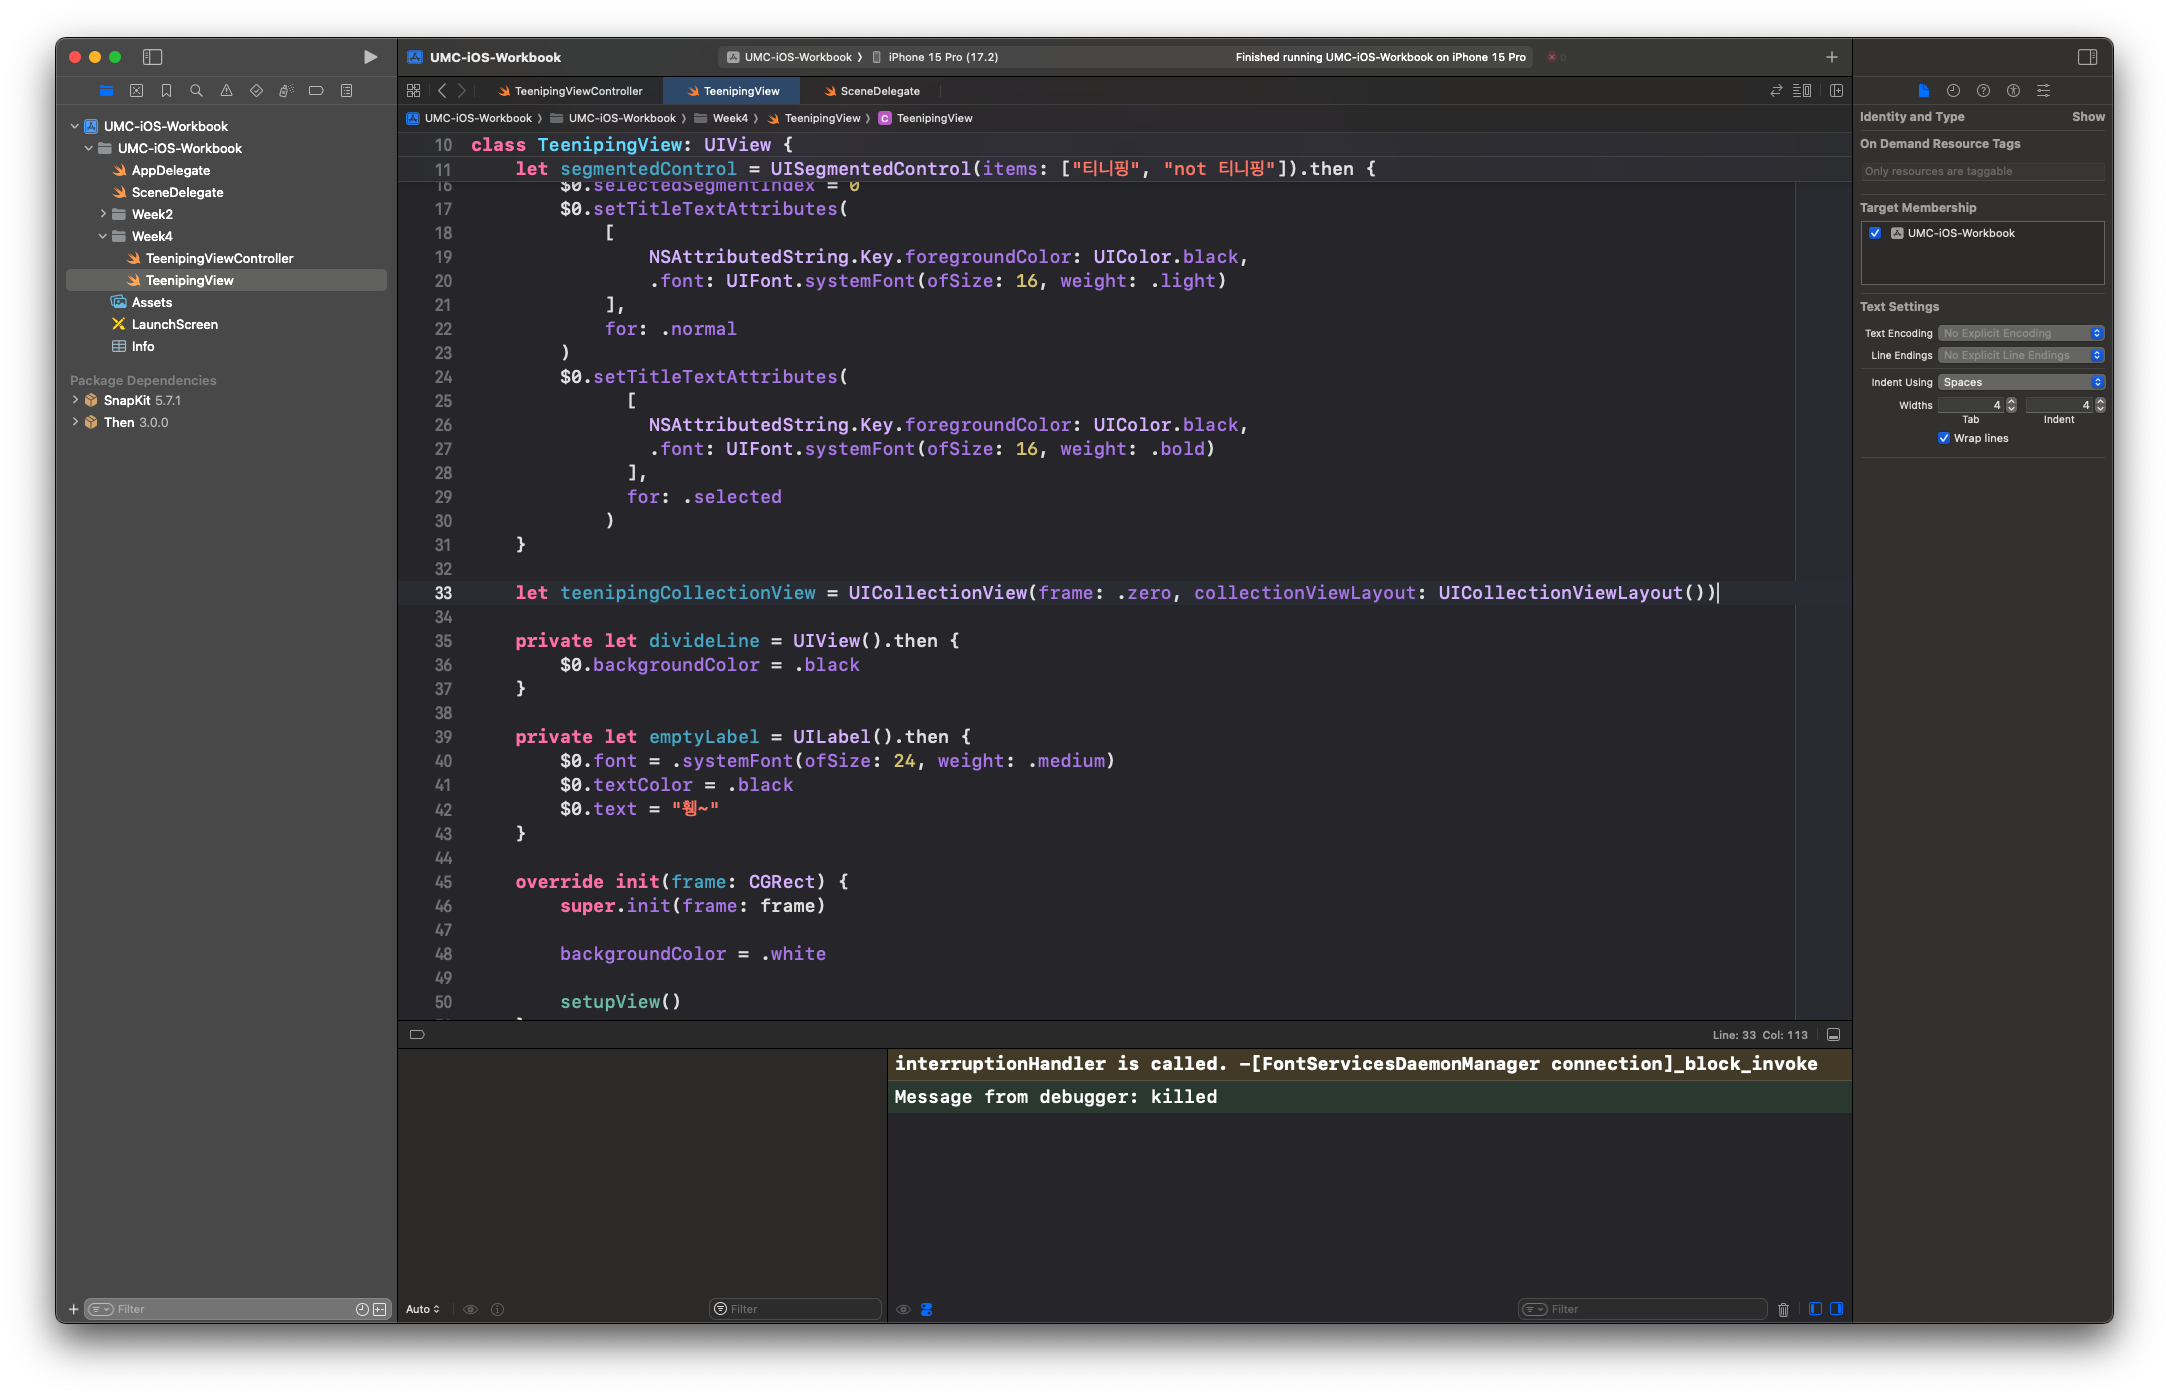 UMC-iOS-Workbook
UMC-iOS-Workbook 〉 iPhone 15 Pro (17.2)
Finished running UMC-iOS-Workbook on iPhone 15 Pro
0
TeenipingViewController
TeenipingView
SceneDelegate
UMC-iOS-Workbook 〉 UMC-iOS-Workbook 〉 Week4 〉 TeenipingView 〉 C TeenipingView
UMC-iOS-Workbook
UMC-iOS-Workbook
AppDelegate
SceneDelegate
Week2
Week4
TeenipingViewController
TeenipingView
Assets
LaunchScreen
Info
Package Dependencies
SnapKit 5.7.1
Then 3.0.0
Filter
10 class TeenipingView: UIView {
11 let segmentedControl = UISegmentedControl(items: ["티니핑", "not 티니핑"]).then {
16 $0.selectedSegmentIndex = 0
17 $0.setTitleTextAttributes(
18 [
19 NSAttributedString.Key.foregroundColor: UIColor.black,
20 .font: UIFont.systemFont(ofSize: 16, weight: .light)
21 ],
22 for: .normal
23 )
24 $0.setTitleTextAttributes(
25 [
26 NSAttributedString.Key.foregroundColor: UIColor.black,
27 .font: UIFont.systemFont(ofSize: 16, weight: .bold)
28 ],
29 for: .selected
30 )
31 }
32
33 let teenipingCollectionView = UICollectionView(frame: .zero, collectionViewLayout: UICollectionViewLayout())
34
35 private let divideLine = UIView().then {
36 $0.backgroundColor = .black
37 }
38
39 private let emptyLabel = UILabel().then {
40 $0.font = .systemFont(ofSize: 24, weight: .medium)
41 $0.textColor = .black
42 $0.text = "휑~"
43 }
44
45 override init(frame: CGRect) {
46 super.init(frame: frame)
47
48 backgroundColor = .white
49
50 setupView()
Line: 33 Col: 113
interruptionHandler is called. -[FontServicesDaemonManager connection]_block_invoke
Message from debugger: killed
Auto
Filter
Filter
Identity and Type
Show
On Demand Resource Tags
Only resources are taggable
Target Membership
UMC-iOS-Workbook
Text Settings
Text Encoding No Explicit Encoding
Line Endings No Explicit Line Endings
Indent Using Spaces
Widths 4 4
Tab Indent
Wrap lines